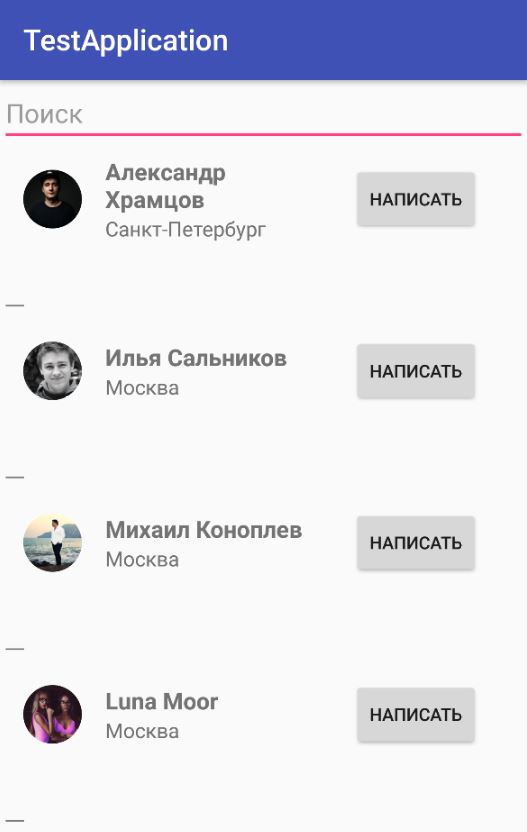 TestApplication
Поиск
Александр
Храмцов
Санкт-Петербург
НАПИСАТЬ
Илья Сальников
Москва
НАПИСАТЬ
Михаил Коноплев
Москва
НАПИСАТЬ
Luna Moor
Москва
НАПИСАТЬ